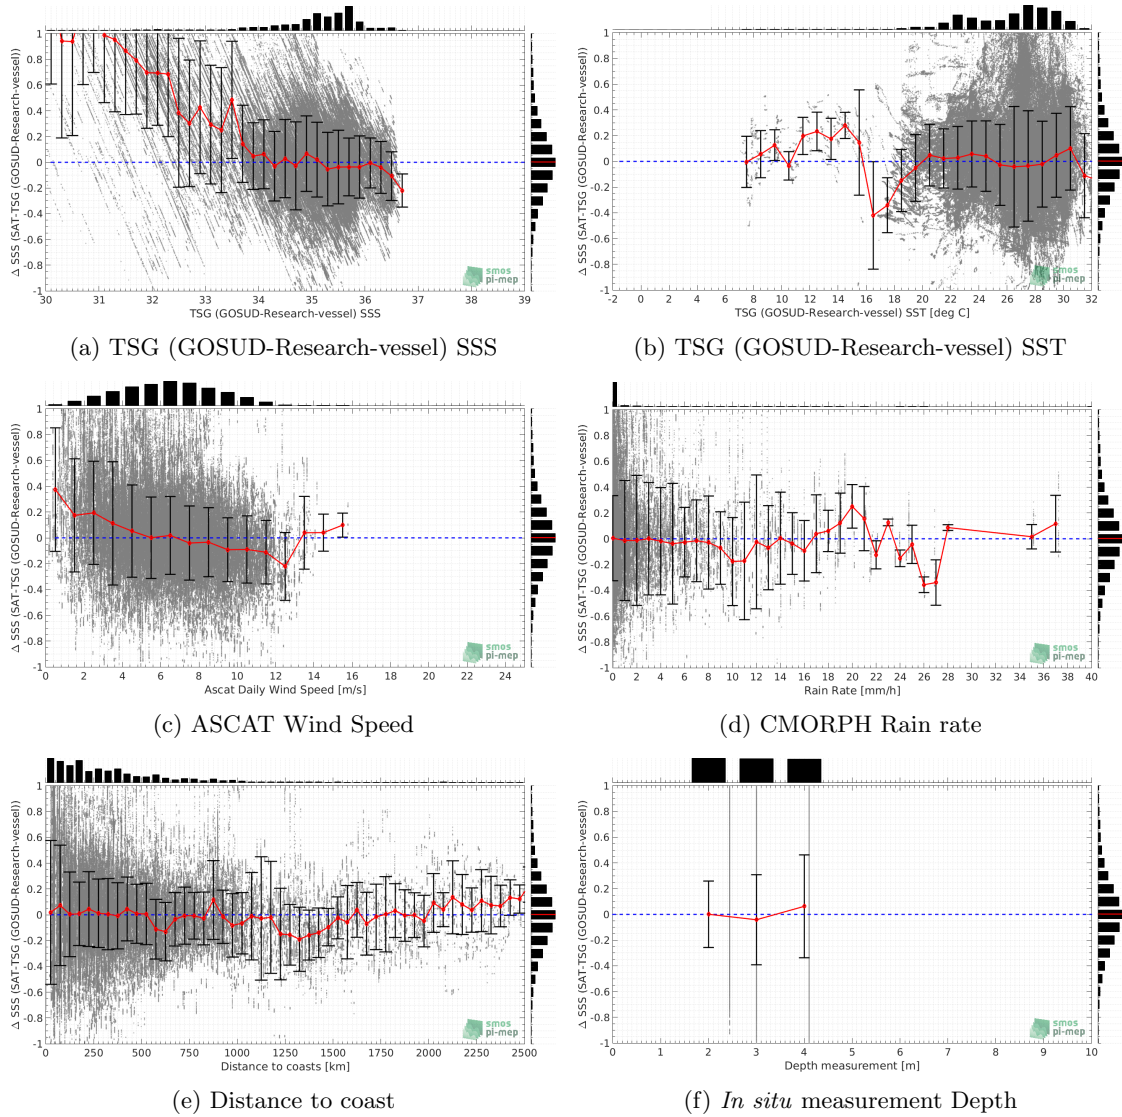 Δ SSS (SAT-TSG (GOSUD-Research-vessel))
1
0.8
0.6
0.4
0.2
0
-0.2
-0.4
-0.6
-0.8
-1
smos
pi-mep
30 31 32 33 34 35 36 37 38 39
TSG (GOSUD-Research-vessel) SSS
(a) TSG (GOSUD-Research-vessel) SSS
Δ SSS (SAT-TSG (GOSUD-Research-vessel))
1
0.8
0.6
0.4
0.2
0
-0.2
-0.4
-0.6
-0.8
-1
smos
pi-mep
-2 0 2 4 6 8 10 12 14 16 18 20 22 24 26 28 30 32
TSG (GOSUD-Research-vessel) SST [deg C]
(b) TSG (GOSUD-Research-vessel) SST
Δ SSS (SAT-TSG (GOSUD-Research-vessel))
1
0.8
0.6
0.4
0.2
0
-0.2
-0.4
-0.6
-0.8
-1
smos
pi-mep
0 2 4 6 8 10 12 14 16 18 20 22 24
Ascat Daily Wind Speed [m/s]
(c) ASCAT Wind Speed
Δ SSS (SAT-TSG (GOSUD-Research-vessel))
1
0.8
0.6
0.4
0.2
0
-0.2
-0.4
-0.6
-0.8
-1
smos
pi-mep
0 2 4 6 8 10 12 14 16 18 20 22 24 26 28 30 32 34 36 38 40
Rain Rate [mm/h]
(d) CMORPH Rain rate
Δ SSS (SAT-TSG (GOSUD-Research-vessel))
1
0.8
0.6
0.4
0.2
0
-0.2
-0.4
-0.6
-0.8
-1
smos
pi-mep
0 250 500 750 1000 1250 1500 1750 2000 2250 2500
Distance to coasts [km]
(e) Distance to coast
Δ SSS (SAT-TSG (GOSUD-Research-vessel))
1
0.8
0.6
0.4
0.2
0
-0.2
-0.4
-0.6
-0.8
-1
smos
pi-mep
0 1 2 3 4 5 6 7 8 9 10
Depth measurement [m]
(f) In situ measurement Depth